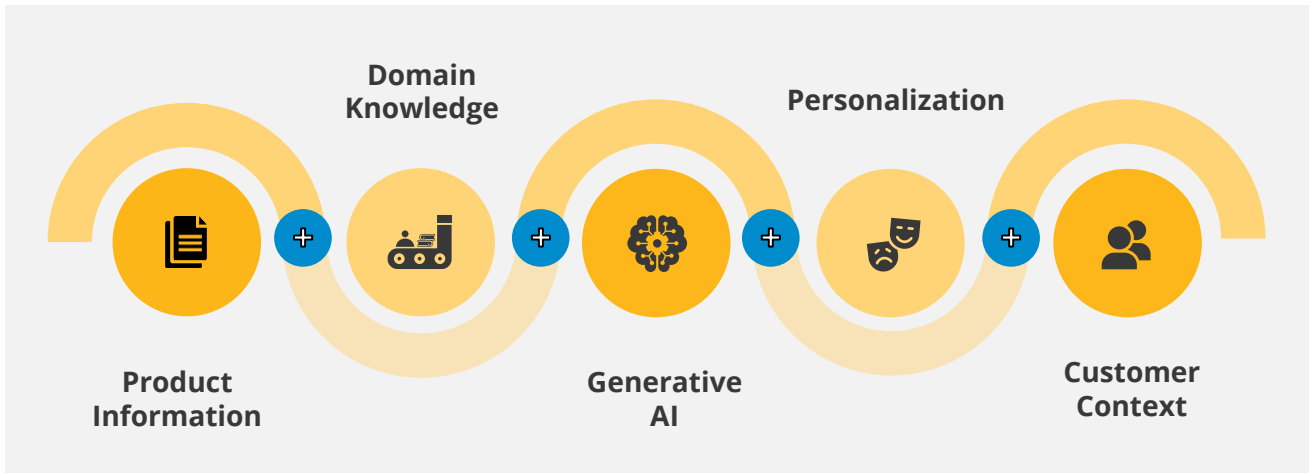 Product
Information
Domain
Knowledge
Generative
AI
Personalization
Customer
Context